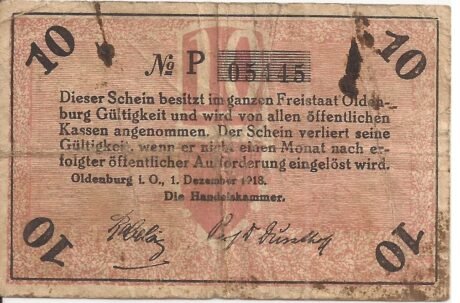 10 10
№ P 05445
Dieser Schein besitzt im ganzen Freistaat Olden-
burg Gültigkeit und wird von allen öffentlichen
Kassen angenommen. Der Schein verliert seine
Gültigkeit, wenn er nicht einen Monat nach er-
folgter öffentlicher Aufforderung eingelöst wird.
Oldenburg i. O., 1. Dezember 1918.
Die Handelskammer.
10 10